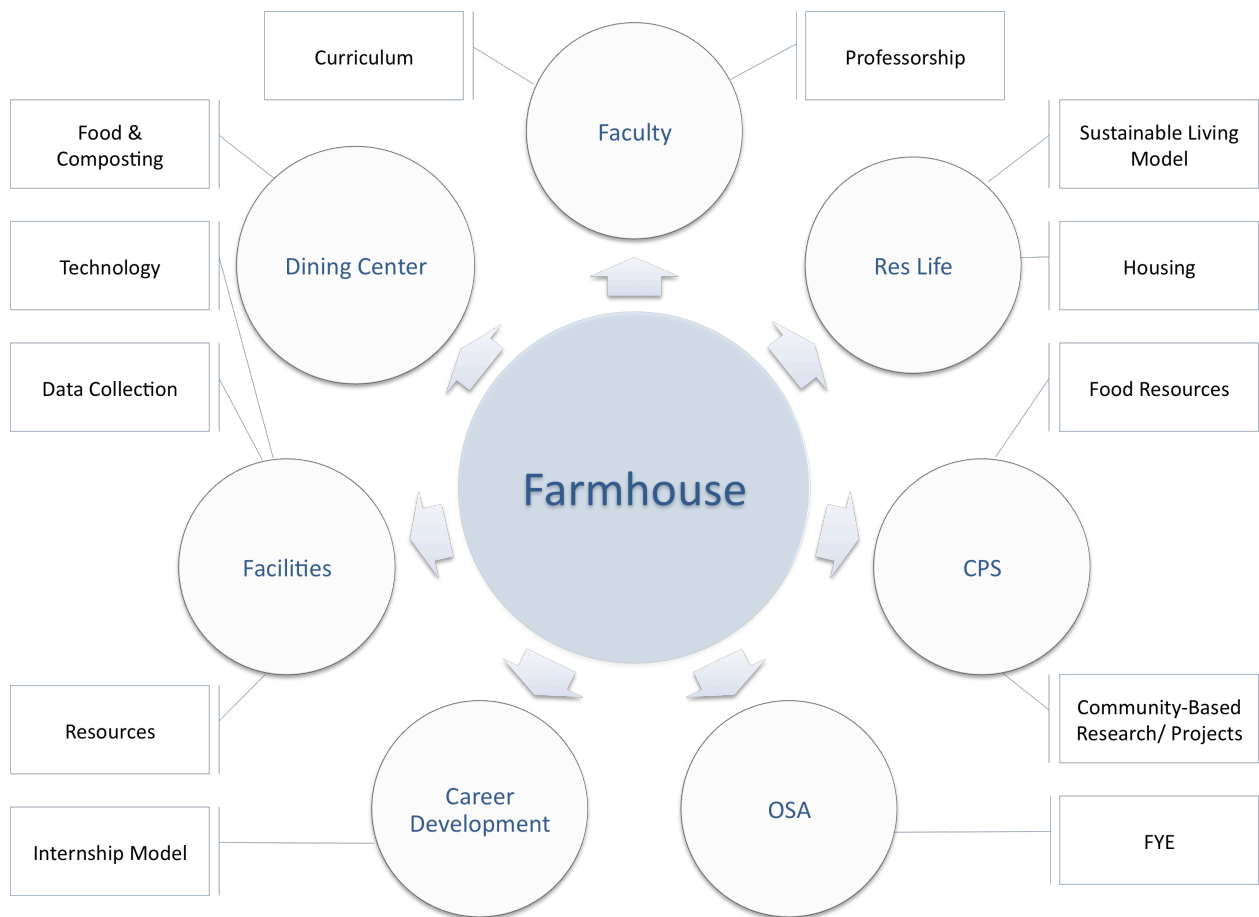 Curriculum
Professorship
Faculty
Food &
Composting
Sustainable Living
Model
Technology
Dining Center
Res Life
Housing
Data Collection
Food Resources
Farmhouse
Facilities
CPS
Resources
Community-Based
Research/ Projects
Career
Development
OSA
Internship Model
FYE